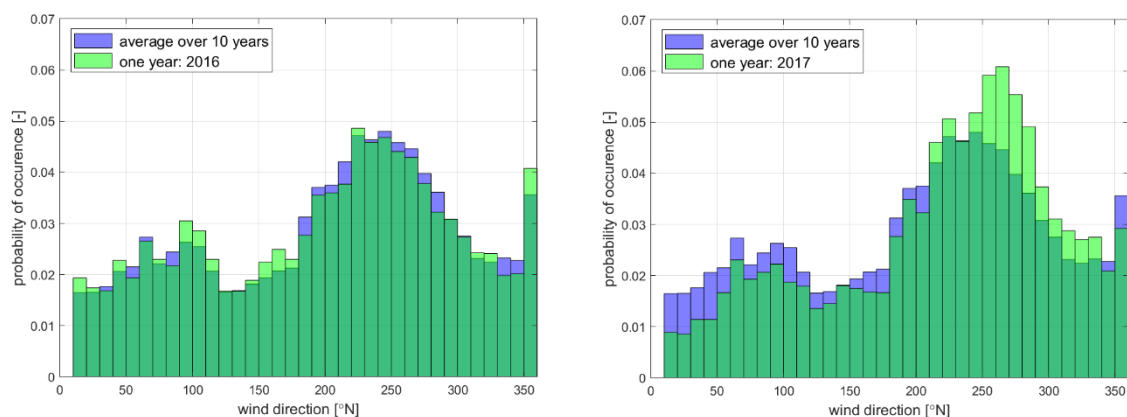 0.07
0.06
0.05
0.04
0.03
0.02
0.01
0
probability of occurence [-]
average over 10 years
one year: 2016
0 50 100 150 200 250 300 350
wind direction [°N]
0.07
0.06
0.05
0.04
0.03
0.02
0.01
0
probability of occurence [-]
average over 10 years
one year: 2017
0 50 100 150 200 250 300 350
wind direction [°N]